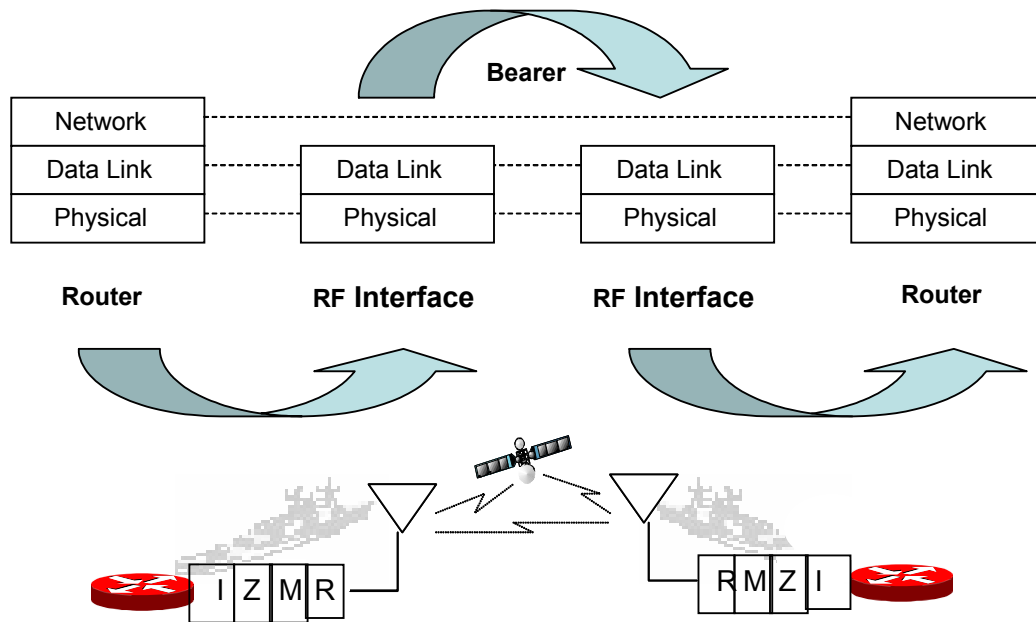 Bearer
Network Network
Data Link Data Link Data Link Data Link
Physical Physical Physical Physical
Router RF Interface RF Interface Router
I Z M R R M Z I